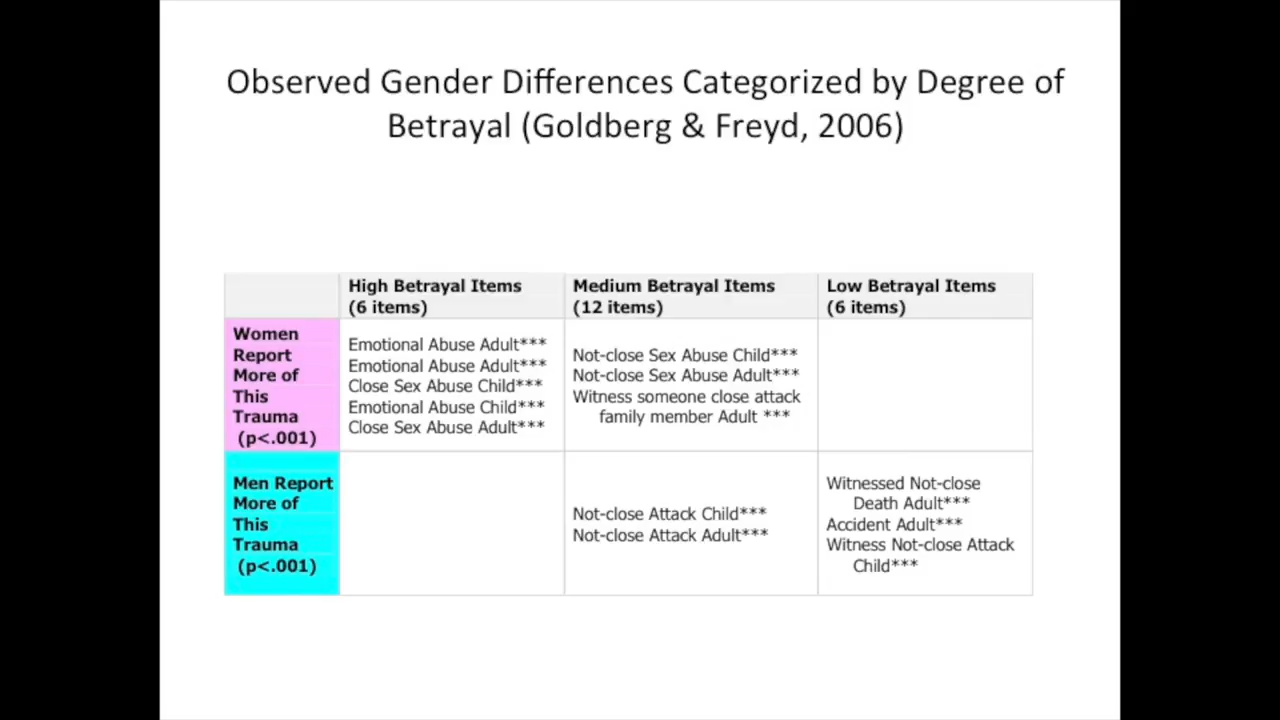 Observed Gender Differences Categorized by Degree of
Betrayal (Goldberg & Freyd, 2006)
High Betrayal Items
(6 items)
Medium Betrayal Items
(12 items)
Low Betrayal Items
(6 items)
Women
Report
More of
This
Trauma
(p<.001)
Emotional Abuse Adult***
Emotional Abuse Adult***
Close Sex Abuse Child***
Emotional Abuse Child***
Close Sex Abuse Adult***
Not-close Sex Abuse Child***
Not-close Sex Abuse Adult***
Witness someone close attack
family member Adult ***
Men Report
More of
This
Trauma
(p<.001)
Not-close Attack Child***
Not-close Attack Adult***
Witnessed Not-close
Death Adult***
Accident Adult***
Witness Not-close Attack
Child***